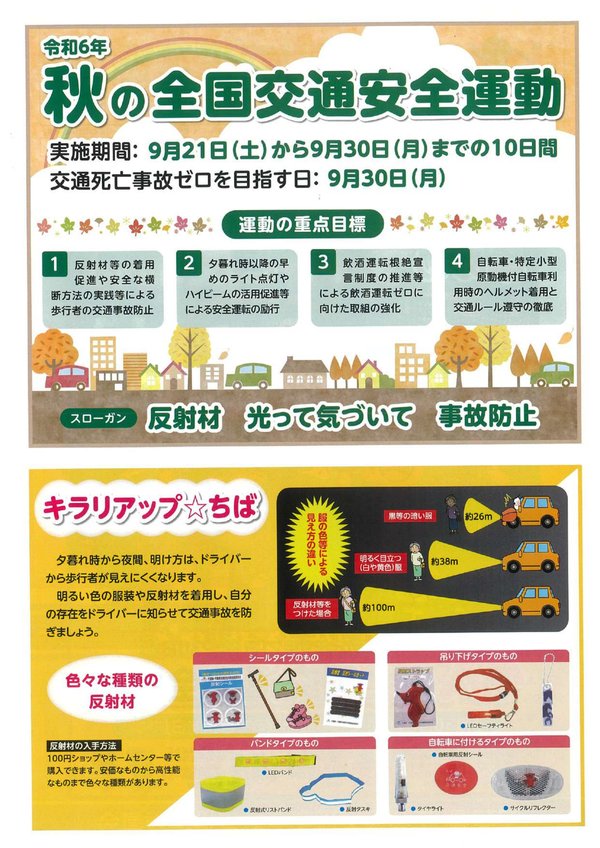 令和6年
秋の全国交通安全運動
実施期間：9月21日（土）から9月30日（月）までの10日間
交通死亡事故ゼロを目指す日：9月30日（月）
運動の重点目標
1 反射材等の着用
促進や安全な横
断方法の実践等による
歩行者の交通事故防止
2 夕暮れ時以降の早
めのライト点灯や
ハイビームの活用促進等
による安全運転の励行
3 飲酒運転根絶宣
言制度の推進等
による飲酒運転ゼロに
向けた取組の強化
4 自転車・特定小型
原動機付自転車利
用時のヘルメット着用と
交通ルール遵守の徹底
スローガン 反射材 光って気づいて 事故防止
キラリアップ☆ちば
夕暮れ時から夜間、明け方は、ドライバー
から歩行者が見えにくくなります。
明るい色の服装や反射材を着用し、自分
の存在をドライバーに知らせて交通事故を防
ぎましょう。
服の色等による
見え方の違い
黒等の暗い服
約26m
明るく目立つ
（白や黄色）服
約38m
反射材等を
つけた場合
約100m
色々な種類の
反射材
反射材の入手方法
100円ショップやホームセンター等で
購入できます。安価なものから高性能
なものまで色々な種類があります。
シールタイプのもの
反射シール
吊り下げタイプのもの
反射ストラップ
●LEDセーフティライト
バンドタイプのもの
●LEDバンド
●反射式リストバンド
●反射タスキ
自転車に付けるタイプのもの
●自転車用反射シール
●タイヤライト
●サイクルリフレクター